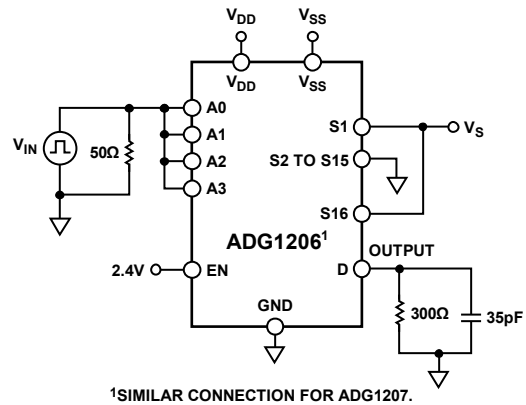 VDD VSS
VDD VSS
A0
A1
A2
A3
VIN
50Ω
S1
VS
S2 TO S15
S16
ADG1206¹
OUTPUT
D
2.4V
EN
GND
300Ω
35pF
¹SIMILAR CONNECTION FOR ADG1207.